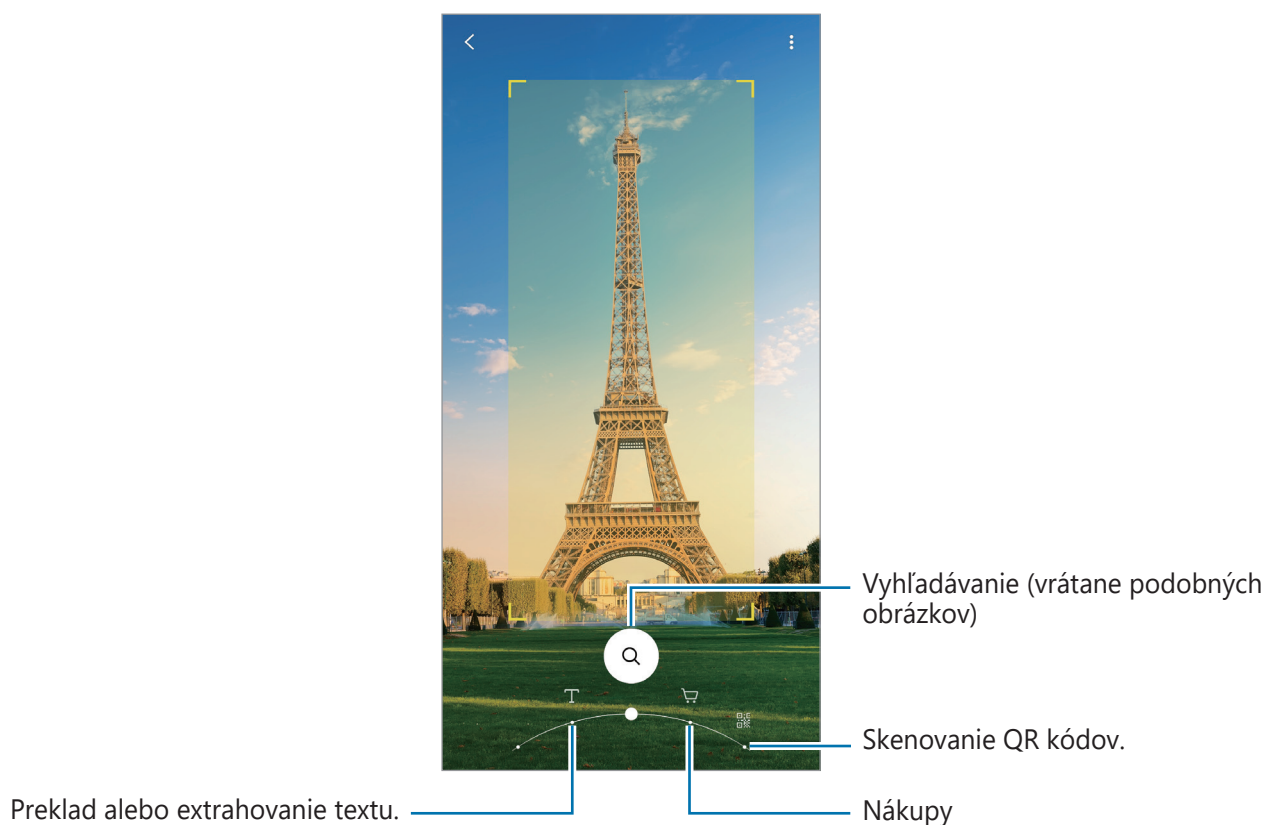 Vyhľadávanie (vrátane podobných
obrázkov)
T
Skenovanie QR kódov.
Preklad alebo extrahovanie textu.
Nákupy